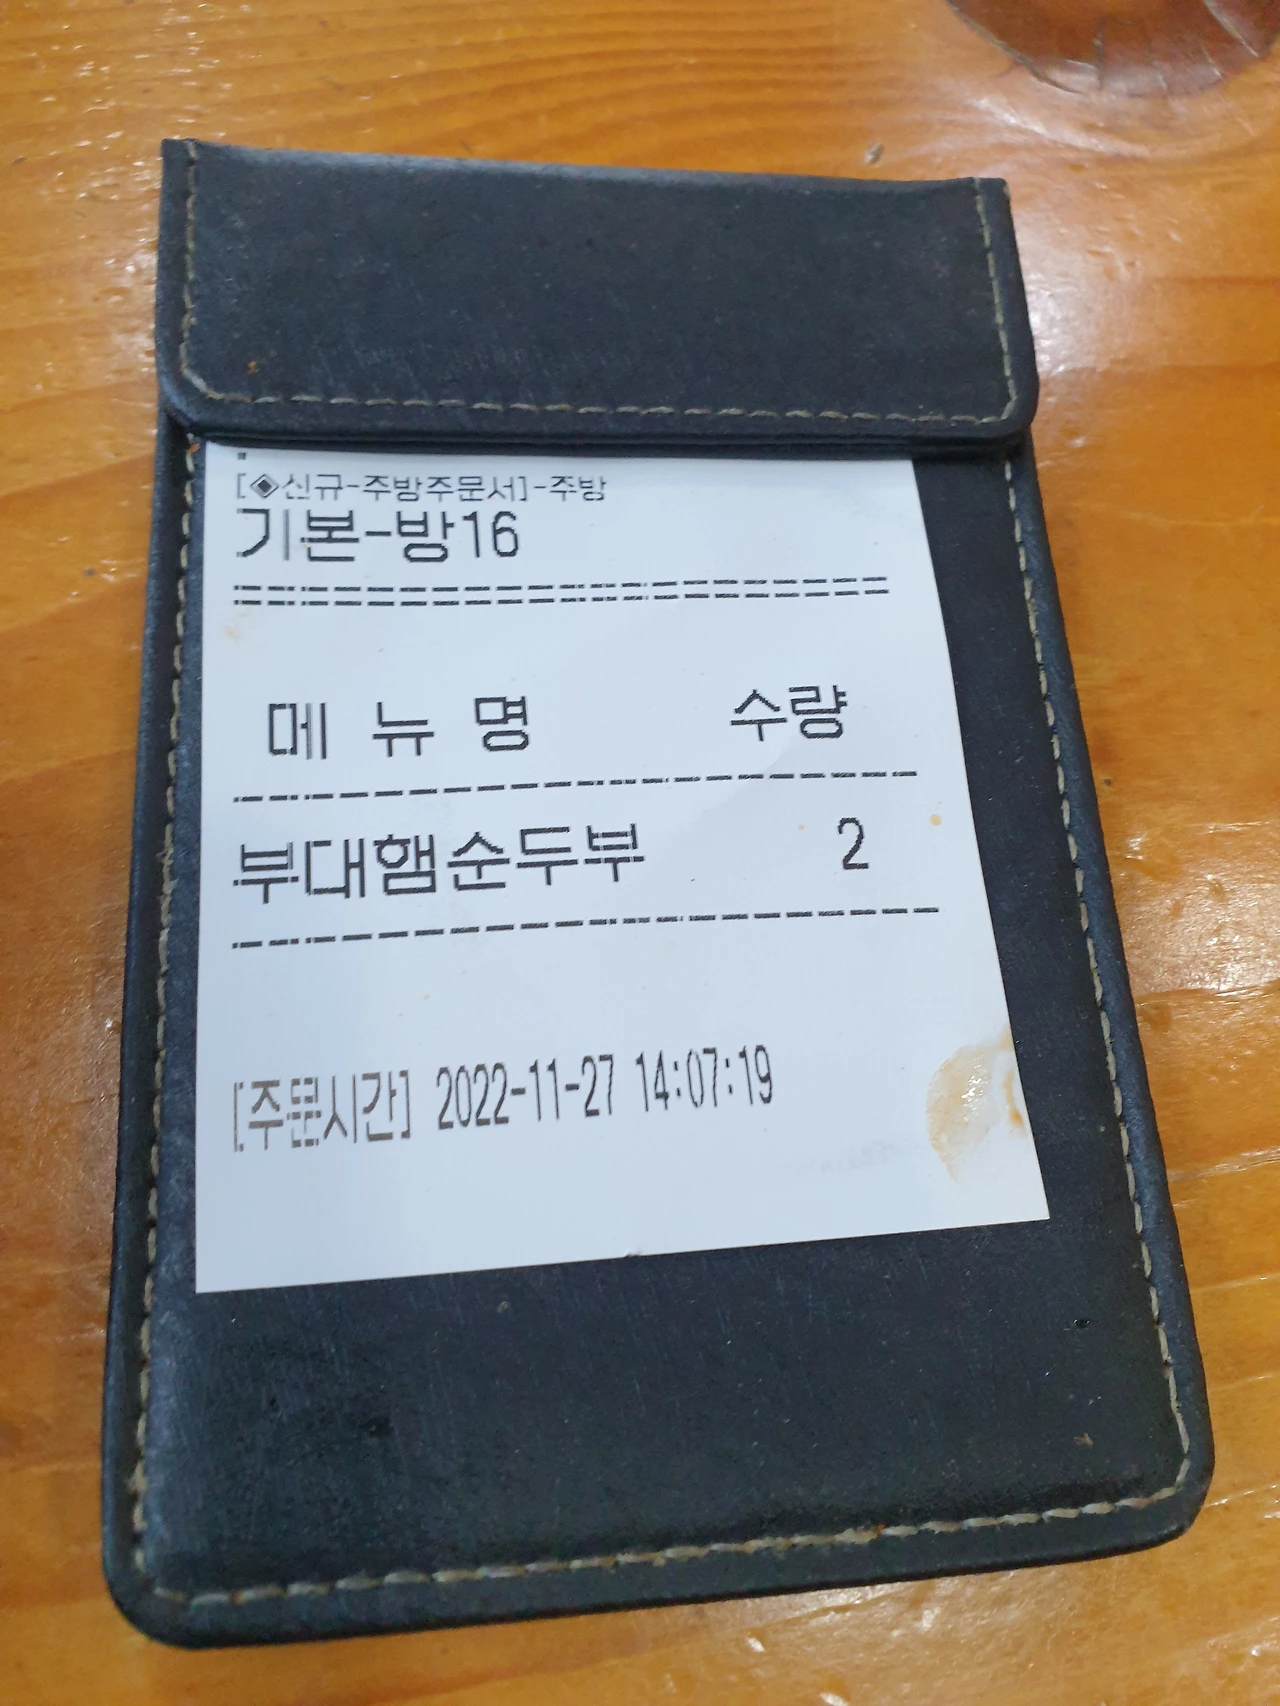 [◈신규-주방주문서]-주방
기본-방16
메 뉴 명 수량
부대햄순두부 2
[주문시간] 2022-11-27 14:07:19